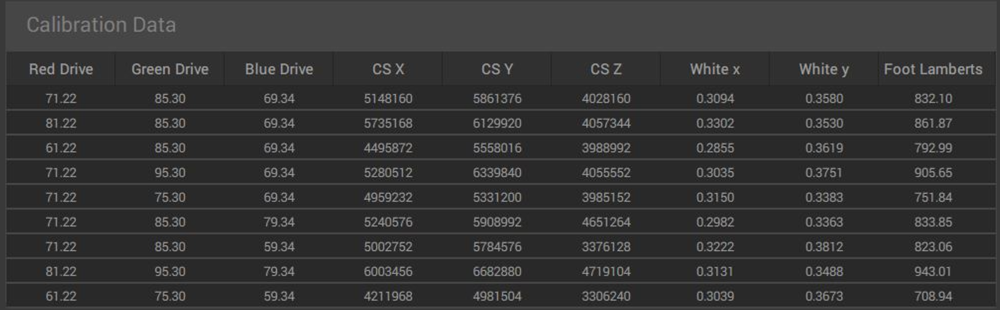 Calibration Data
Red Drive Green Drive Blue Drive CS X CS Y CS Z White x White y Foot Lamberts
71.22 85.30 69.34 5148160 5861376 4028160 0.3094 0.3580 832.10
81.22 85.30 69.34 5735168 6129920 4057344 0.3302 0.3530 861.87
61.22 85.30 69.34 4495872 5558016 3988992 0.2855 0.3619 792.99
71.22 95.30 69.34 5280512 6339840 4055552 0.3035 0.3751 905.65
71.22 75.30 69.34 4959232 5331200 3985152 0.3150 0.3383 751.84
71.22 85.30 79.34 5240576 5908992 4651264 0.2982 0.3363 833.85
71.22 85.30 59.34 5002752 5784576 3376128 0.3222 0.3812 823.06
81.22 95.30 79.34 6003456 6682880 4719104 0.3131 0.3488 943.01
61.22 75.30 59.34 4211968 4981504 3306240 0.3039 0.3673 708.94